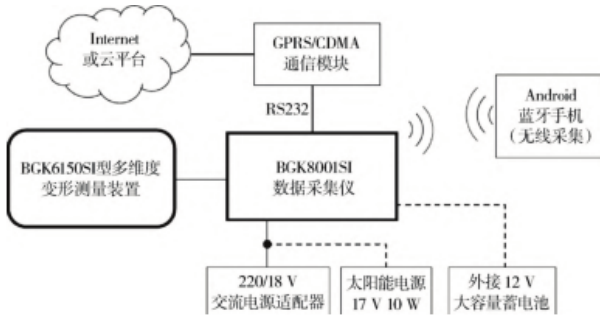 Internet
或云平台
GPRS/CDMA
通信模块
RS232
Android
蓝牙手机
(无线采集)
BGK6150SI型多维度
变形测量装置
BGK8001SI
数据采集仪
220/18 V
交流电源适配器
太阳能电源
17 V 10 W
外接 12 V
大容量蓄电池